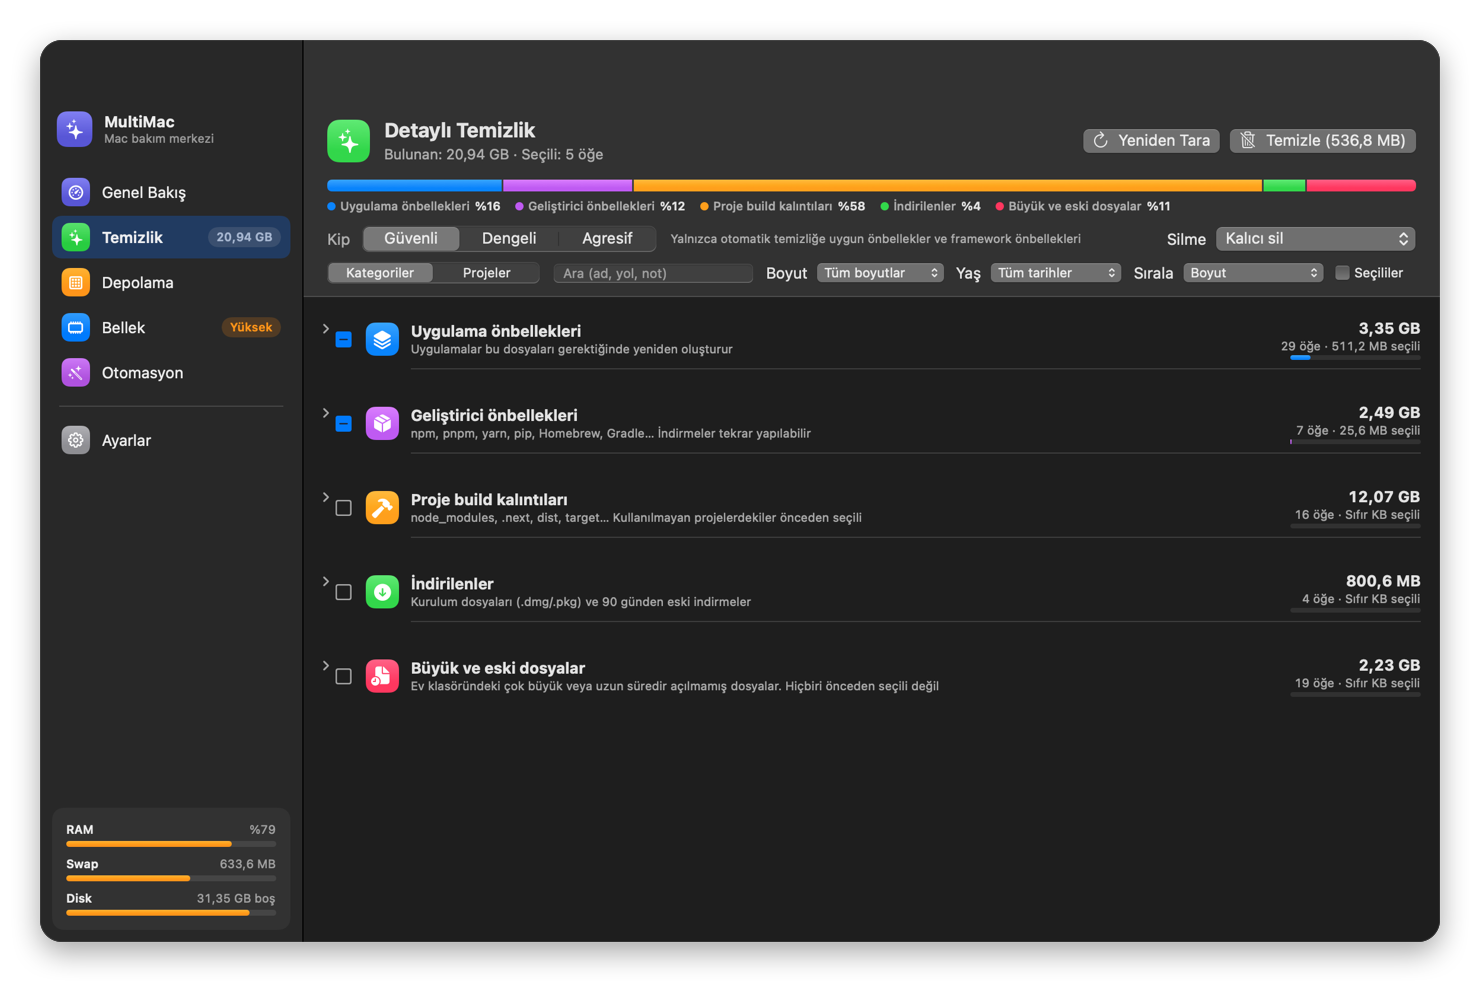 MultiMac
Mac bakım merkezi
Genel Bakış
Temizlik 20,94 GB
Depolama
Bellek Yüksek
Otomasyon
Ayarlar
RAM %79
Swap 633,6 MB
Disk 31,35 GB boş
Detaylı Temizlik
Bulunan: 20,94 GB · Seçili: 5 öğe
Yeniden Tara
Temizle (536,8 MB)
Uygulama önbellekleri %16 Geliştirici önbellekleri %12 Proje build kalıntıları %58 İndirilenler %4 Büyük ve eski dosyalar %11
Kip Güvenli Dengeli Agresif Yalnızca otomatik temizliğe uygun önbellekler ve framework önbellekleri Silme Kalıcı sil
Kategoriler Projeler Ara (ad, yol, not) Boyut Tüm boyutlar Yaş Tüm tarihler Sırala Boyut Seçililer
Uygulama önbellekleri 3,35 GB
Uygulamalar bu dosyaları gerektiğinde yeniden oluşturur 29 öğe · 511,2 MB seçili
Geliştirici önbellekleri 2,49 GB
npm, pnpm, yarn, pip, Homebrew, Gradle... İndirmeler tekrar yapılabilir 7 öğe · 25,6 MB seçili
Proje build kalıntıları 12,07 GB
node_modules, .next, dist, target... Kullanılmayan projelerdekiler önceden seçili 16 öğe · Sıfır KB seçili
İndirilenler 800,6 MB
Kurulum dosyaları (.dmg/.pkg) ve 90 günden eski indirmeler 4 öğe · Sıfır KB seçili
Büyük ve eski dosyalar 2,23 GB
Ev klasöründeki çok büyük veya uzun süredir açılmamış dosyalar. Hiçbiri önceden seçili değil 19 öğe · Sıfır KB seçili